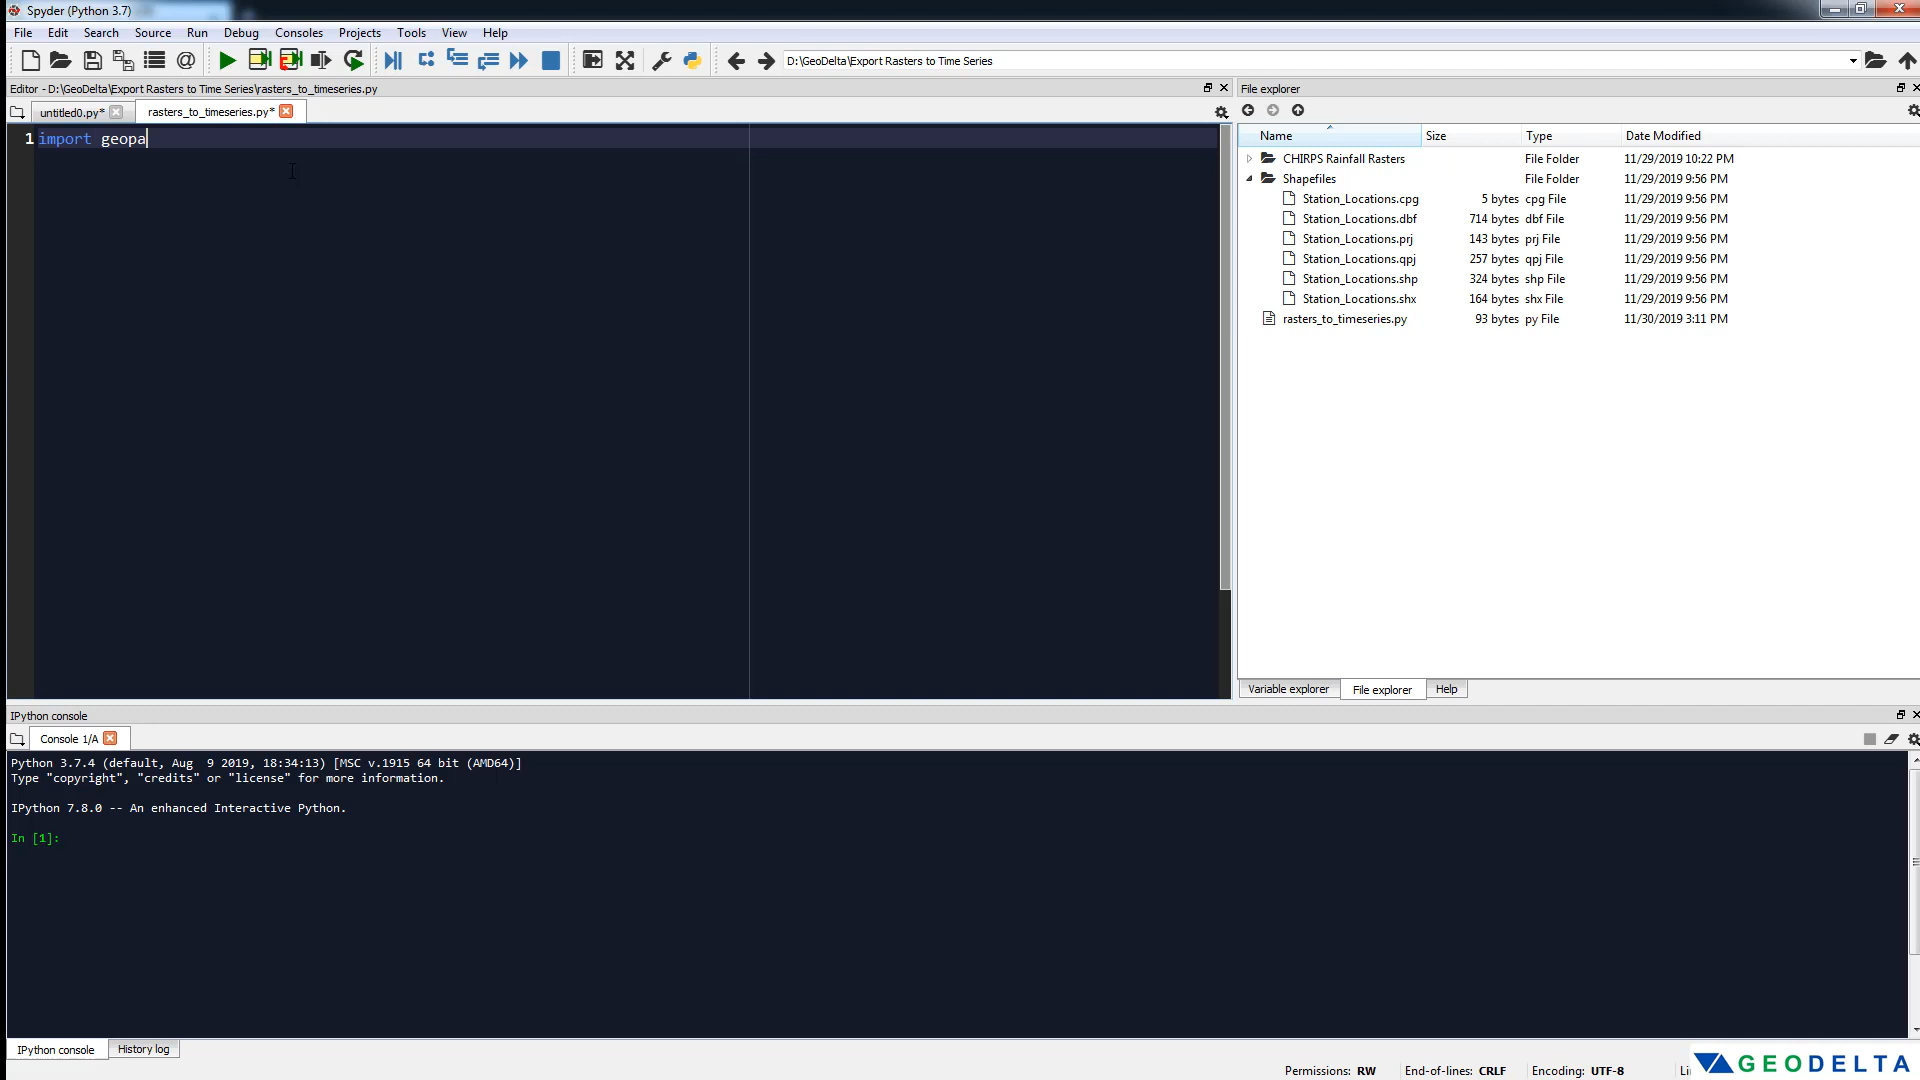 Spyder (Python 3.7)
File Edit Search Source Run Debug Consoles Projects Tools View Help
D:\GeoDelta\Export Rasters to Time Series
Editor - D:\GeoDelta\Export Rasters to Time Series\rasters_to_timeseries.py
untitled0.py* rasters_to_timeseries.py*
1 import geopa
File explorer
Name Size Type Date Modified
CHIRPS Rainfall Rasters File Folder 11/29/2019 10:22 PM
Shapefiles File Folder 11/29/2019 9:56 PM
Station_Locations.cpg 5 bytes cpg File 11/29/2019 9:56 PM
Station_Locations.dbf 714 bytes dbf File 11/29/2019 9:56 PM
Station_Locations.prj 143 bytes prj File 11/29/2019 9:56 PM
Station_Locations.qpj 257 bytes qpj File 11/29/2019 9:56 PM
Station_Locations.shp 324 bytes shp File 11/29/2019 9:56 PM
Station_Locations.shx 164 bytes shx File 11/29/2019 9:56 PM
rasters_to_timeseries.py 93 bytes py File 11/30/2019 3:11 PM
Variable explorer File explorer Help
IPython console
Console 1/A
Python 3.7.4 (default, Aug  9 2019, 18:34:13) [MSC v.1915 64 bit (AMD64)]
Type "copyright", "credits" or "license" for more information.
IPython 7.8.0 -- An enhanced Interactive Python.
In [1]:
IPython console History log
Permissions: RW End-of-lines: CRLF Encoding: UTF-8
GEODELTA